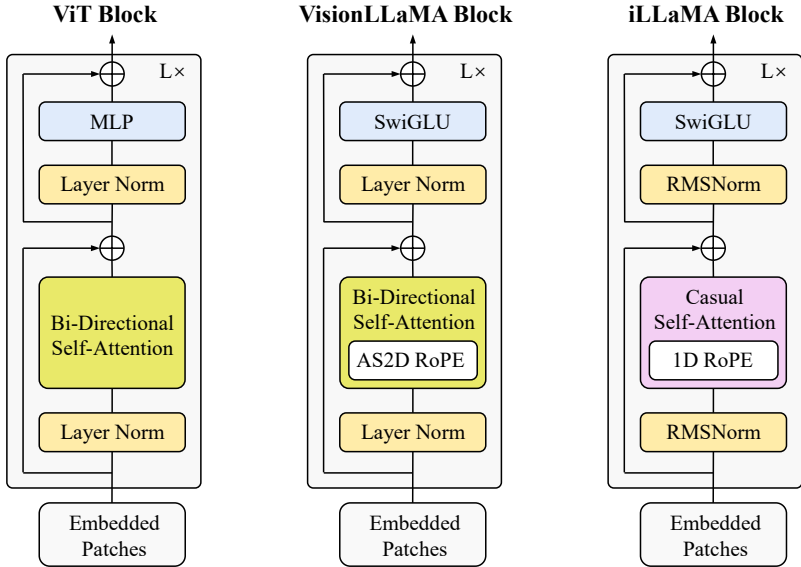 ViT Block
L×
MLP
Layer Norm
Bi-Directional
Self-Attention
Layer Norm
Embedded
Patches
VisionLLaMA Block
L×
SwiGLU
Layer Norm
Bi-Directional
Self-Attention
AS2D RoPE
Layer Norm
Embedded
Patches
iLLaMA Block
L×
SwiGLU
RMSNorm
Casual
Self-Attention
1D RoPE
RMSNorm
Embedded
Patches